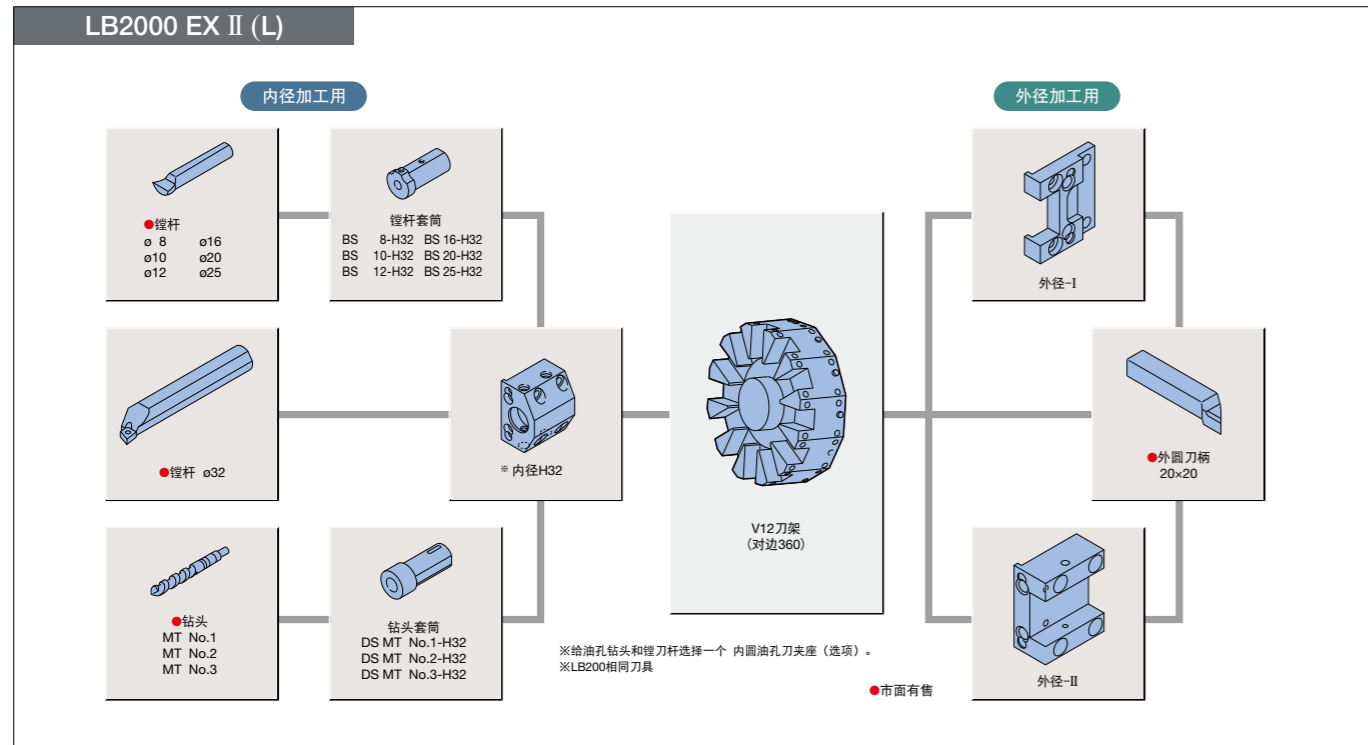 LB2000 EX Ⅱ (L)
内径加工用
外径加工用
●镗杆
ø 8 ø16
ø10 ø20
ø12 ø25
镗杆套筒
BS 8-H32 BS 16-H32
BS 10-H32 BS 20-H32
BS 12-H32 BS 25-H32
外径-I
●镗杆 ø32
※ 内径H32
V12刀架
(对边360)
●外圆刀柄
20×20
●钻头
MT No.1
MT No.2
MT No.3
钻头套筒
DS MT No.1-H32
DS MT No.2-H32
DS MT No.3-H32
外径-II
※给油孔钻头和镗刀杆选择一个 内圆油孔刀夹座（选项）。
※LB200相同刀具
●市面有售